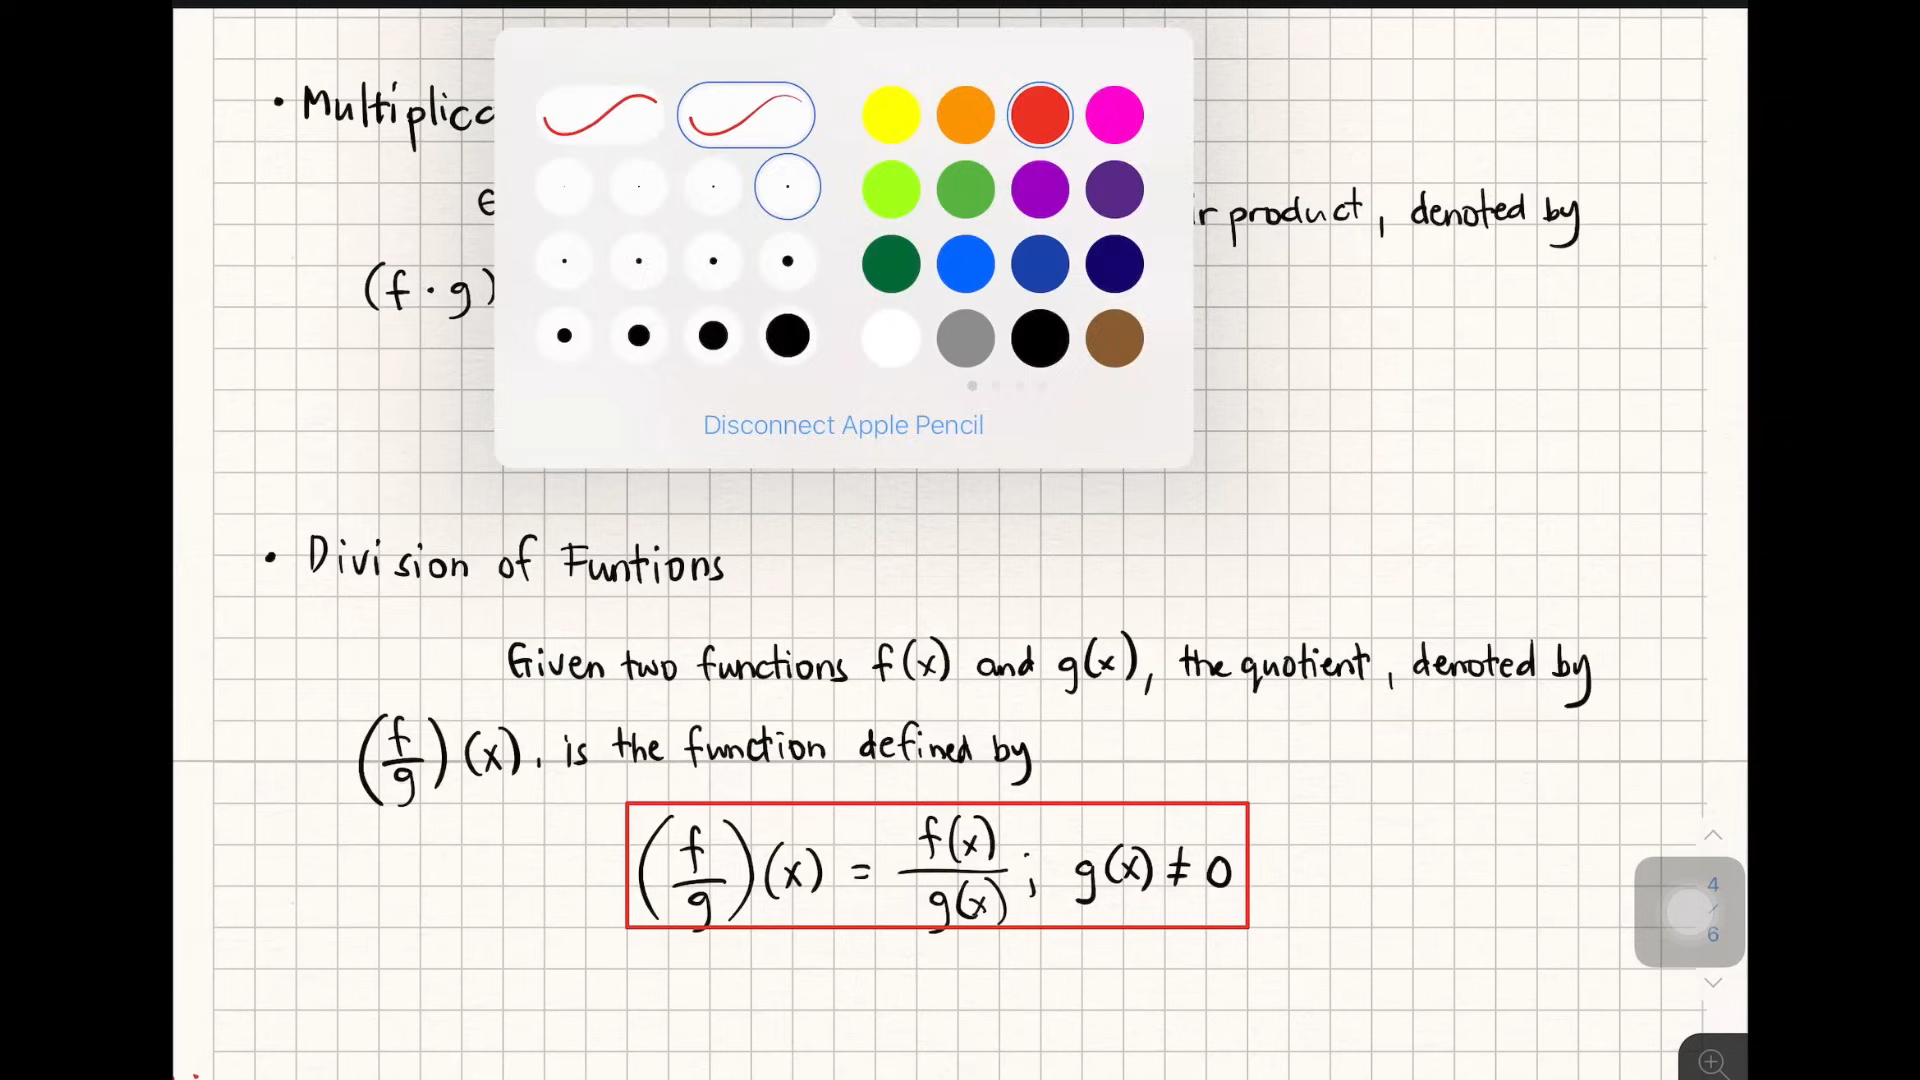 • Multiplica
r product, denoted by
(f · g)
Disconnect Apple Pencil
• Division of Funtions
Given two functions f(x) and g(x), the quotient, denoted by
(f/g)(x), is the function defined by
(f/g)(x) = f(x)/g(x); g(x) ≠ 0
4
/
6